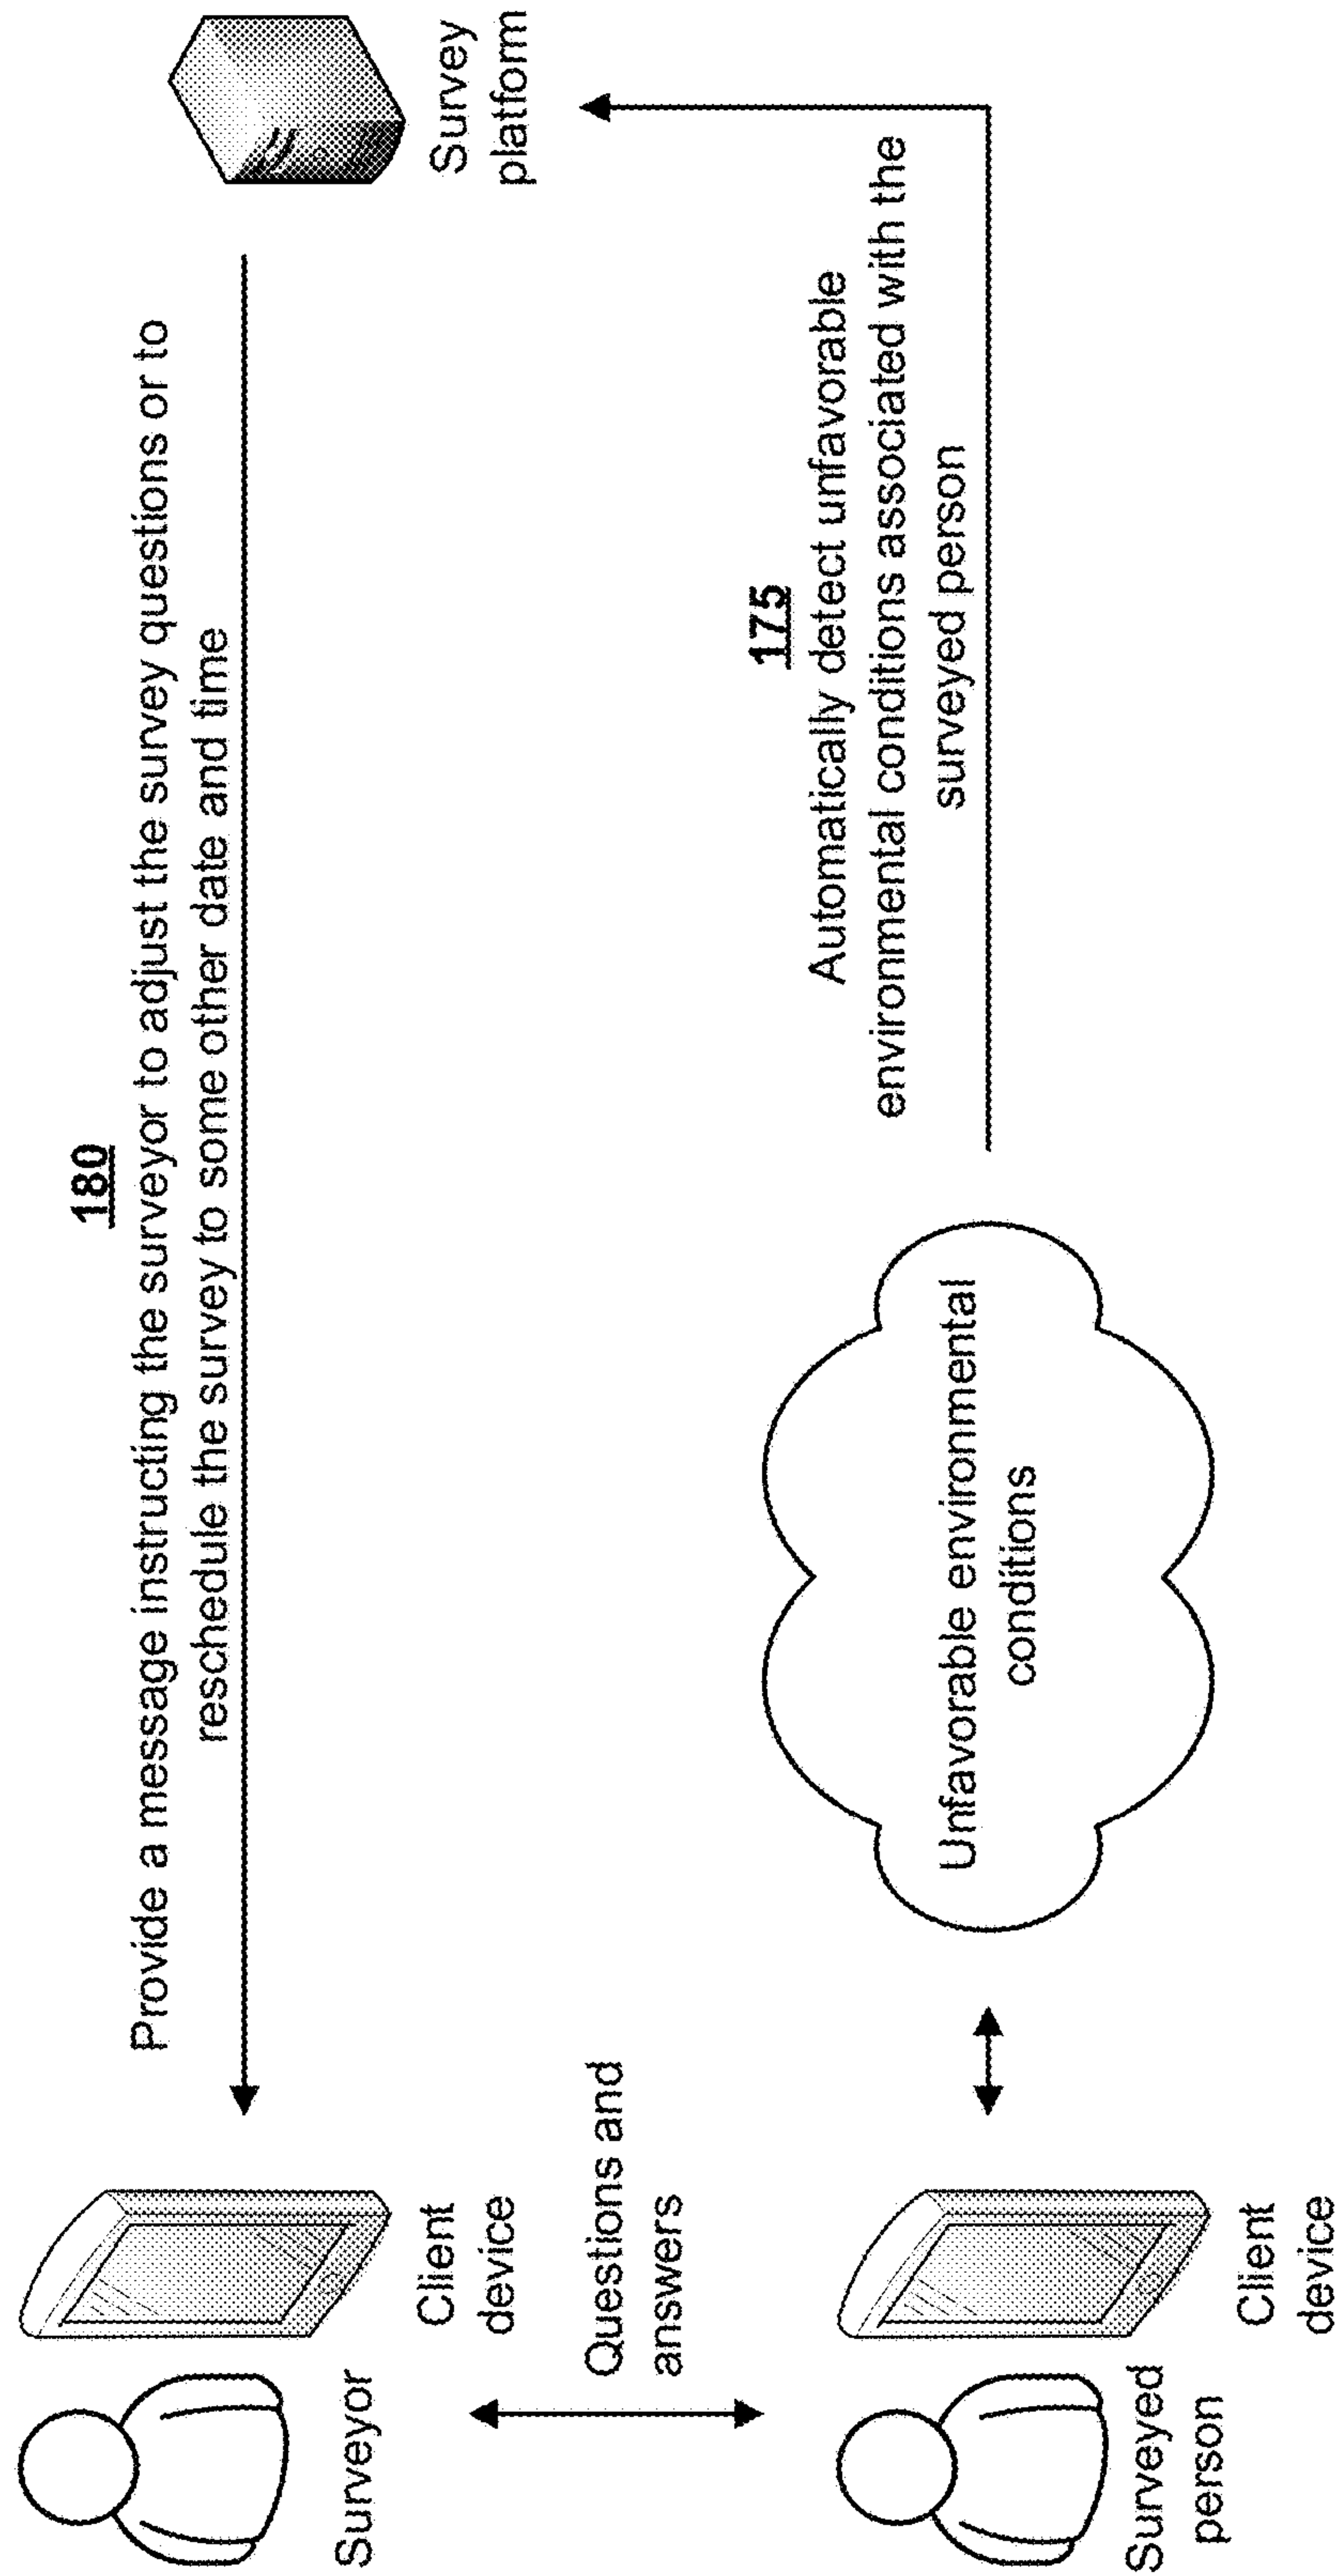 180
Provide a message instructing the surveyor to adjust the survey questions or to
reschedule the survey to some other date and time
Surveyor
Client
device
Survey
platform
Questions and
answers
175
Automatically detect unfavorable
environmental conditions associated with the
surveyed person
Unfavorable environmental
conditions
Surveyed
person
Client
device